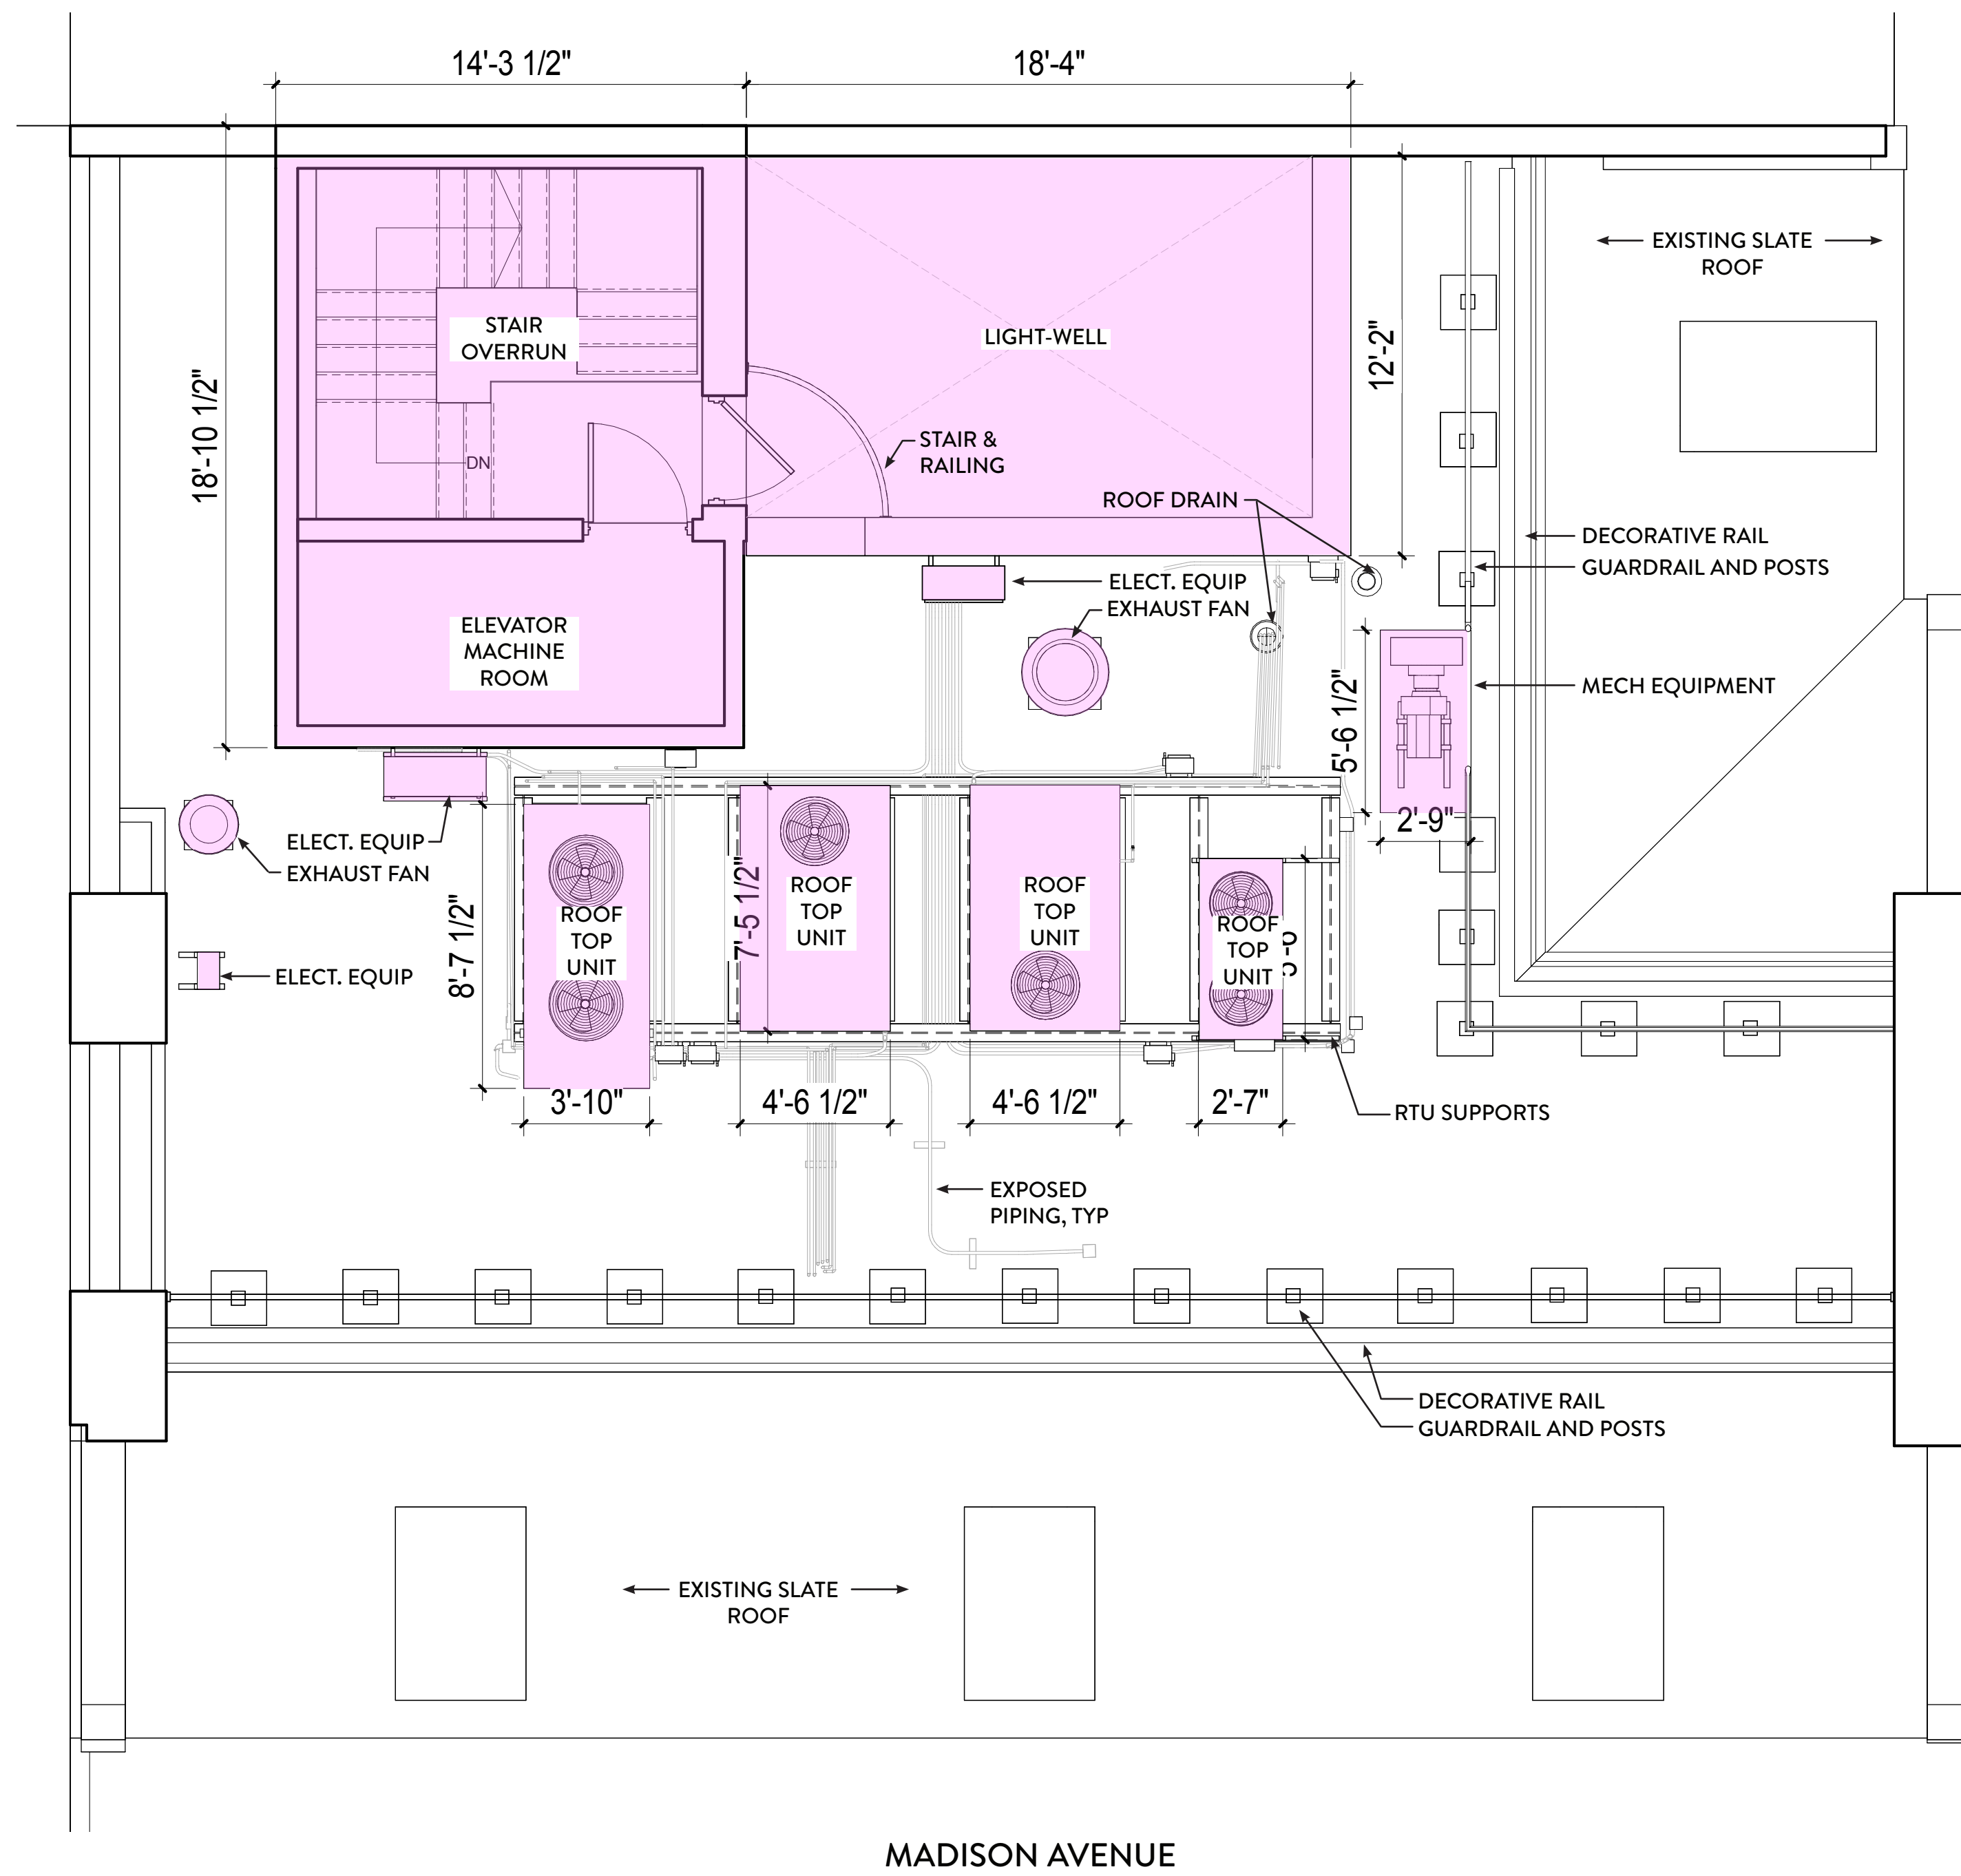 14'-3 1/2"
18'-4"
EXISTING SLATE
ROOF
STAIR
OVERRUN
LIGHT-WELL
12'-2"
18'-10 1/2"
STAIR &
RAILING
DN
ROOF DRAIN
DECORATIVE RAIL
GUARDRAIL AND POSTS
ELECT. EQUIP
EXHAUST FAN
ELEVATOR
MACHINE
ROOM
MECH EQUIPMENT
5'-6 1/2"
2'-9"
ELECT. EQUIP
EXHAUST FAN
ROOF
TOP
UNIT
ROOF
TOP
UNIT
ROOF
TOP
UNIT
ROOF
TOP
UNIT
7'-5 1/2"
8'-7 1/2"
ELECT. EQUIP
3'-10"
4'-6 1/2"
4'-6 1/2"
2'-7"
RTU SUPPORTS
EXPOSED
PIPING, TYP
DECORATIVE RAIL
GUARDRAIL AND POSTS
EXISTING SLATE
ROOF
MADISON AVENUE